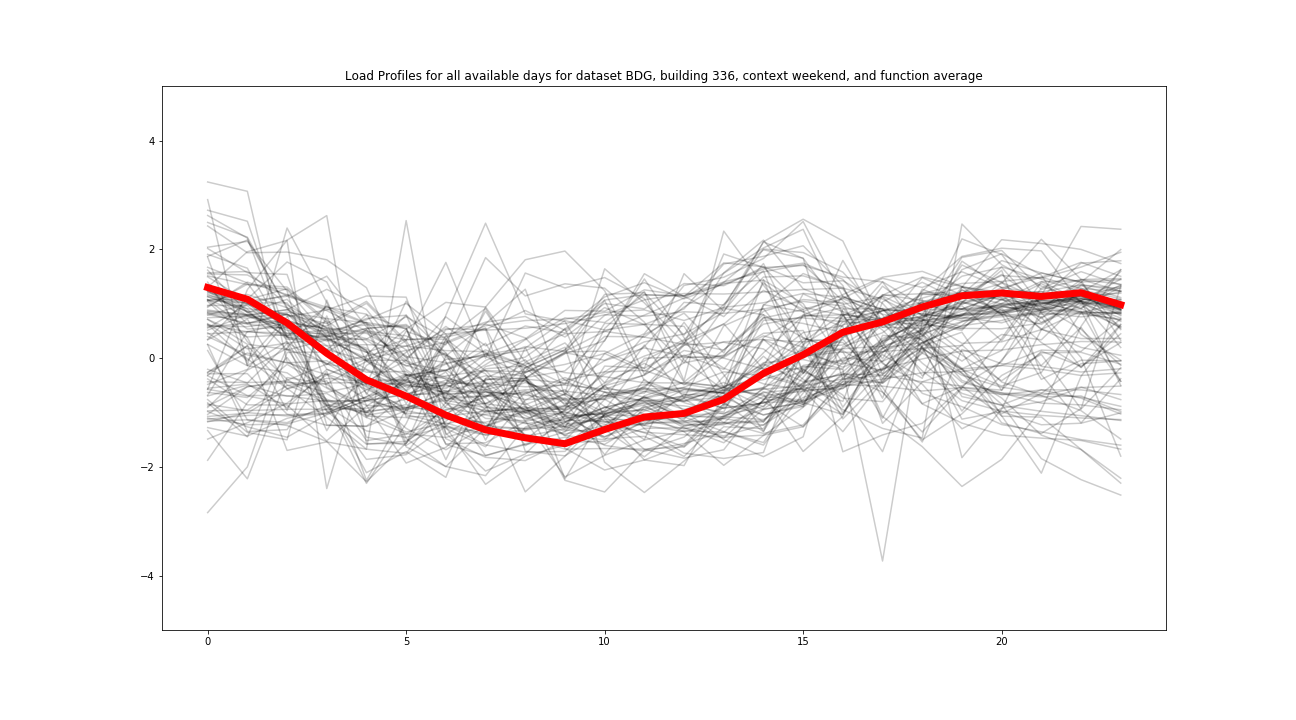 Load Profiles for all available days for dataset BDG, building 336, context weekend, and function average
4
2
0
−2
−4
0 5 10 15 20